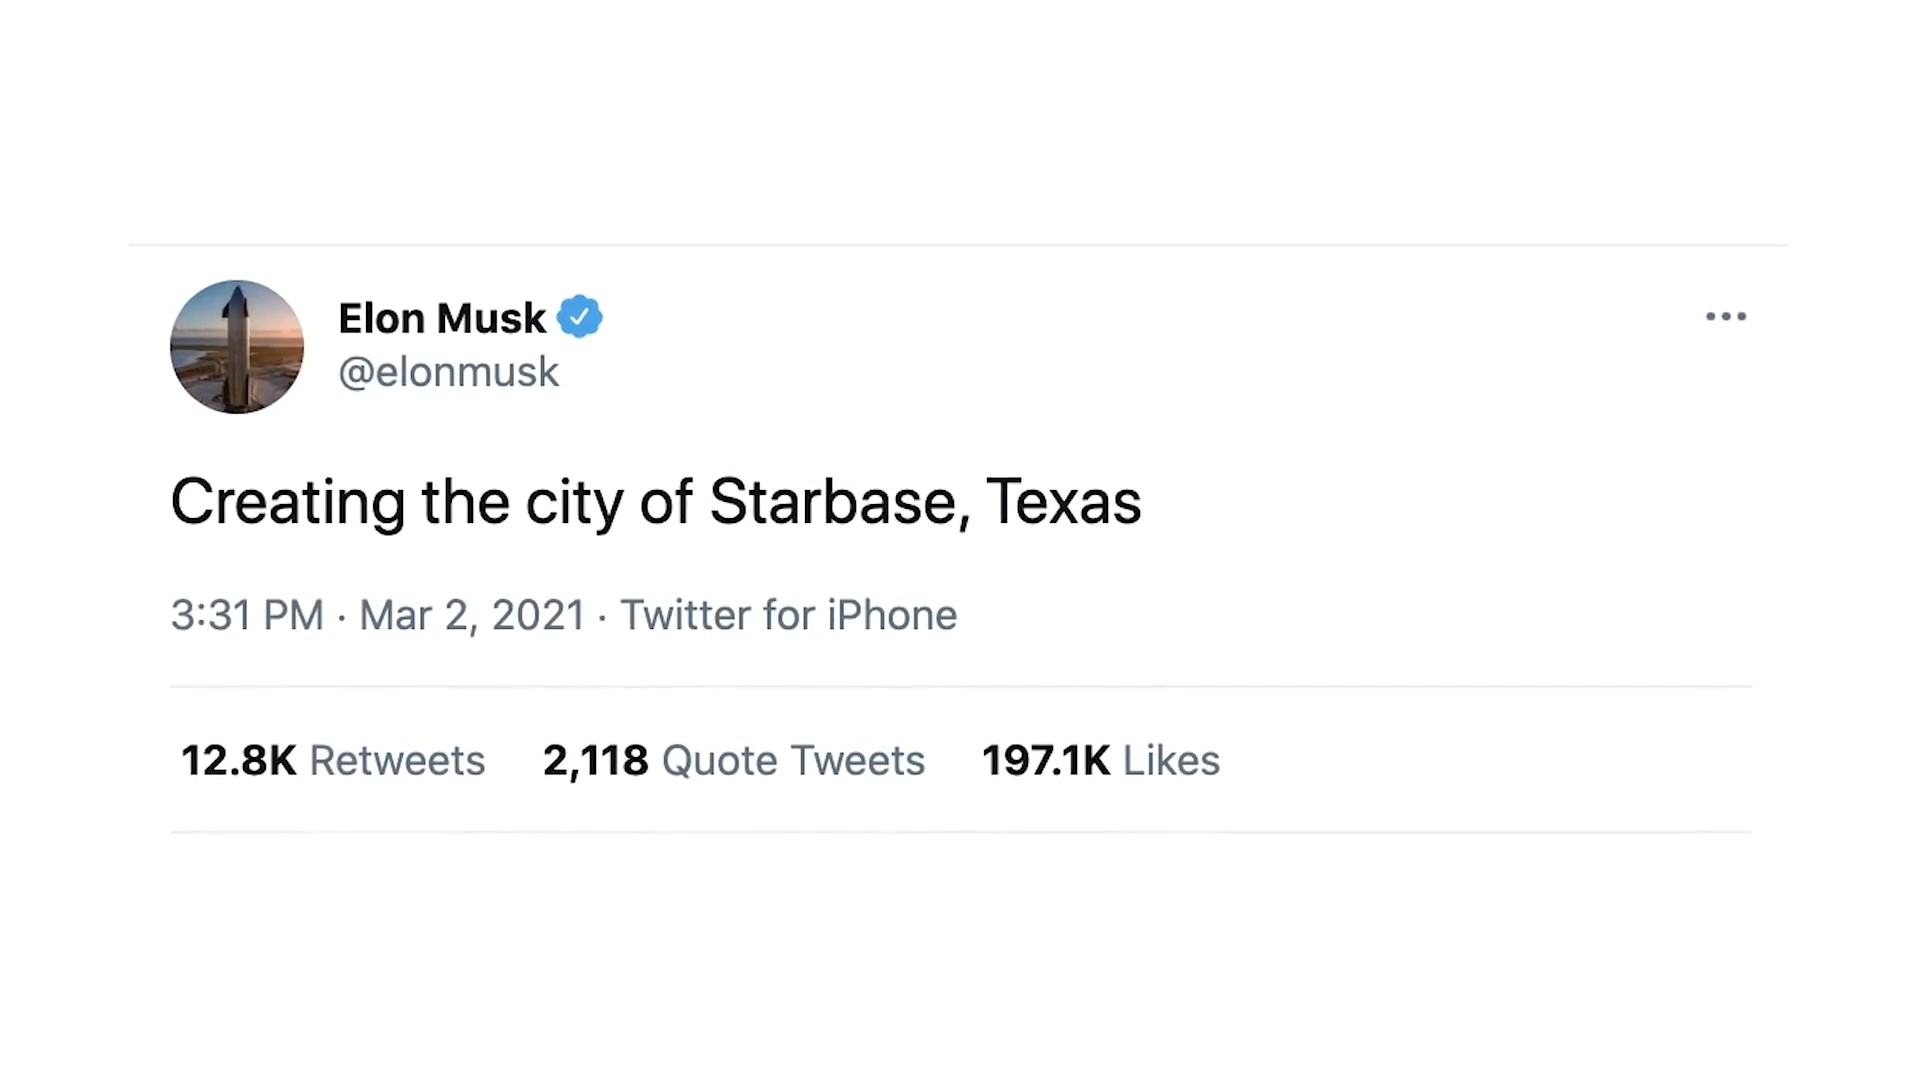 Elon Musk
@elonmusk
Creating the city of Starbase, Texas
3:31 PM · Mar 2, 2021 · Twitter for iPhone
12.8K Retweets 2,118 Quote Tweets 197.1K Likes